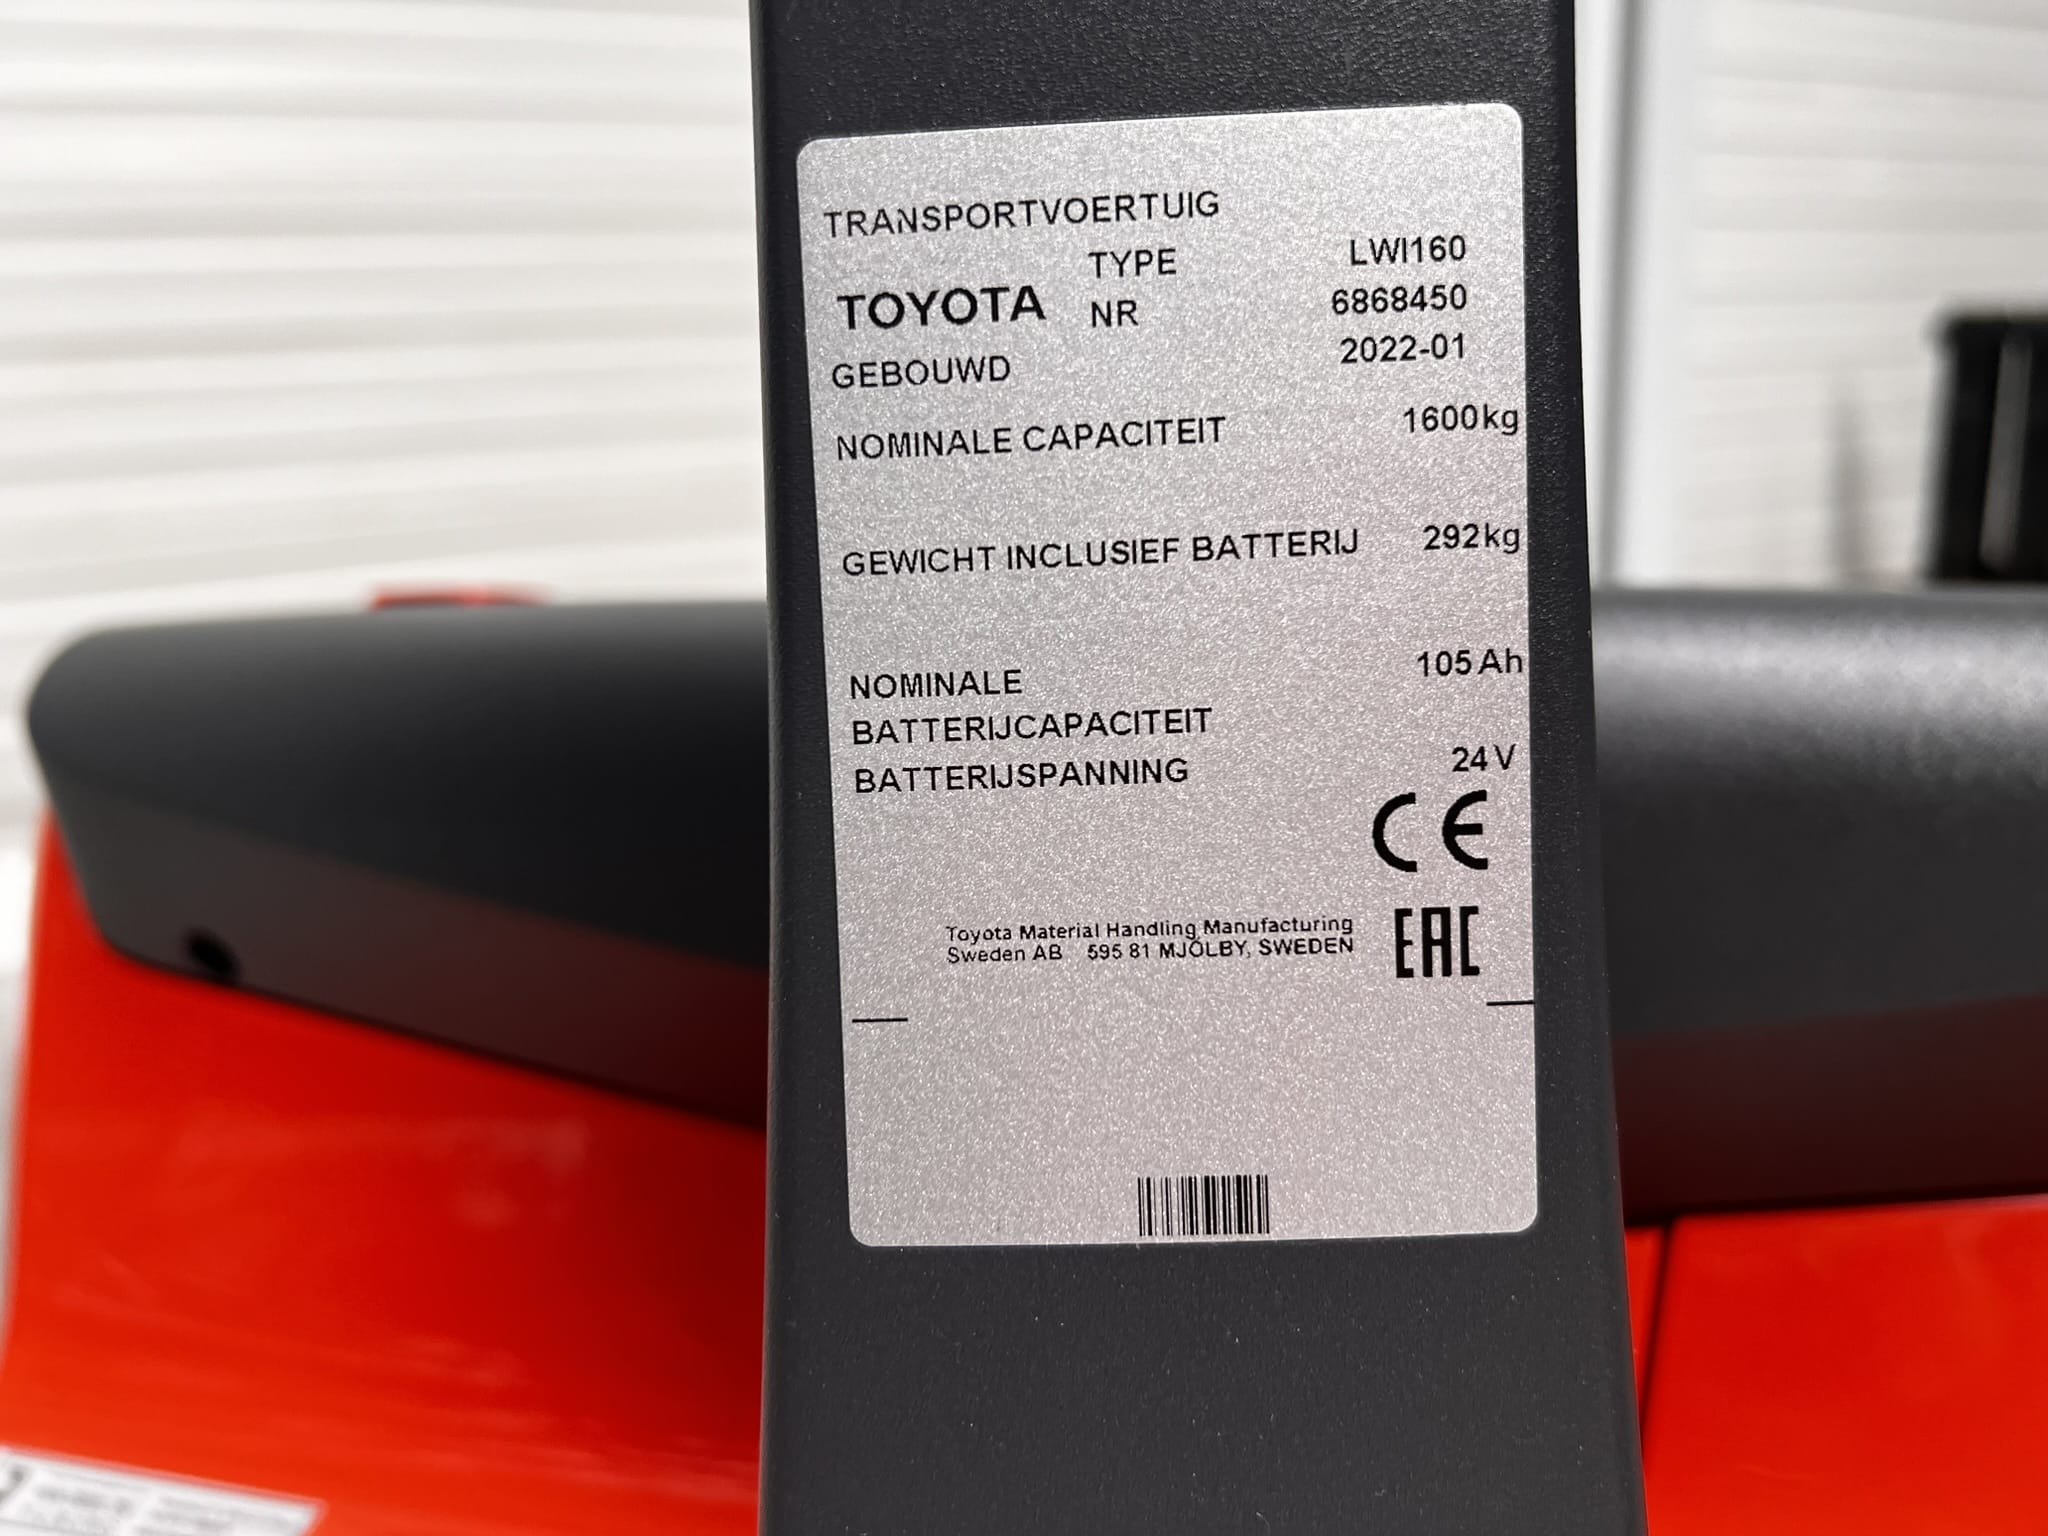 TRANSPORTVOERTUIG
TYPE LWI160
TOYOTA NR 6868450
GEBOUWD 2022-01
NOMINALE CAPACITEIT 1600kg
GEWICHT INCLUSIEF BATTERIJ 292kg
NOMINALE 105Ah
BATTERIJCAPACITEIT
BATTERIJSPANNING 24V
CE
Toyota Material Handling Manufacturing
Sweden AB 595 81 MJÖLBY, SWEDEN
EAC